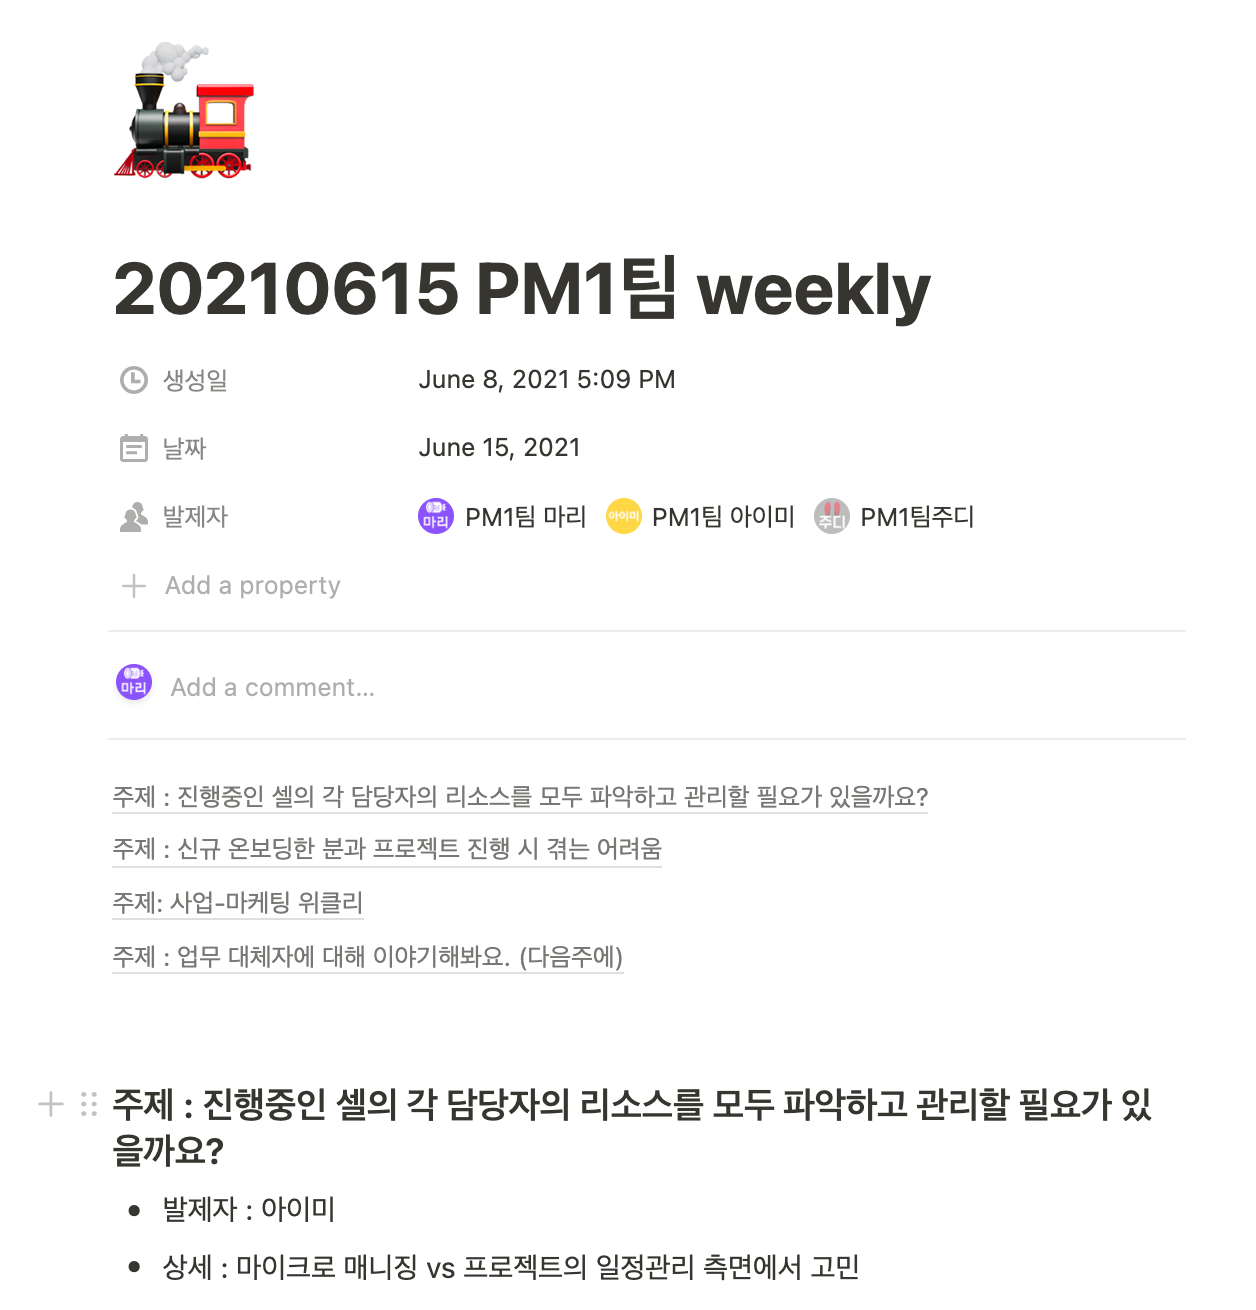 20210615 PM1팀 weekly
생성일 June 8, 2021 5:09 PM
날짜 June 15, 2021
발제자 마리 PM1팀 마리 아이미 PM1팀 아이미 주디 PM1팀주디
Add a property
마리 Add a comment...
주제 : 진행중인 셀의 각 담당자의 리소스를 모두 파악하고 관리할 필요가 있을까요?
주제 : 신규 온보딩한 분과 프로젝트 진행 시 겪는 어려움
주제: 사업-마케팅 위클리
주제 : 업무 대체자에 대해 이야기해봐요. (다음주에)
주제 : 진행중인 셀의 각 담당자의 리소스를 모두 파악하고 관리할 필요가 있
을까요?
• 발제자 : 아이미
• 상세 : 마이크로 매니징 vs 프로젝트의 일정관리 측면에서 고민